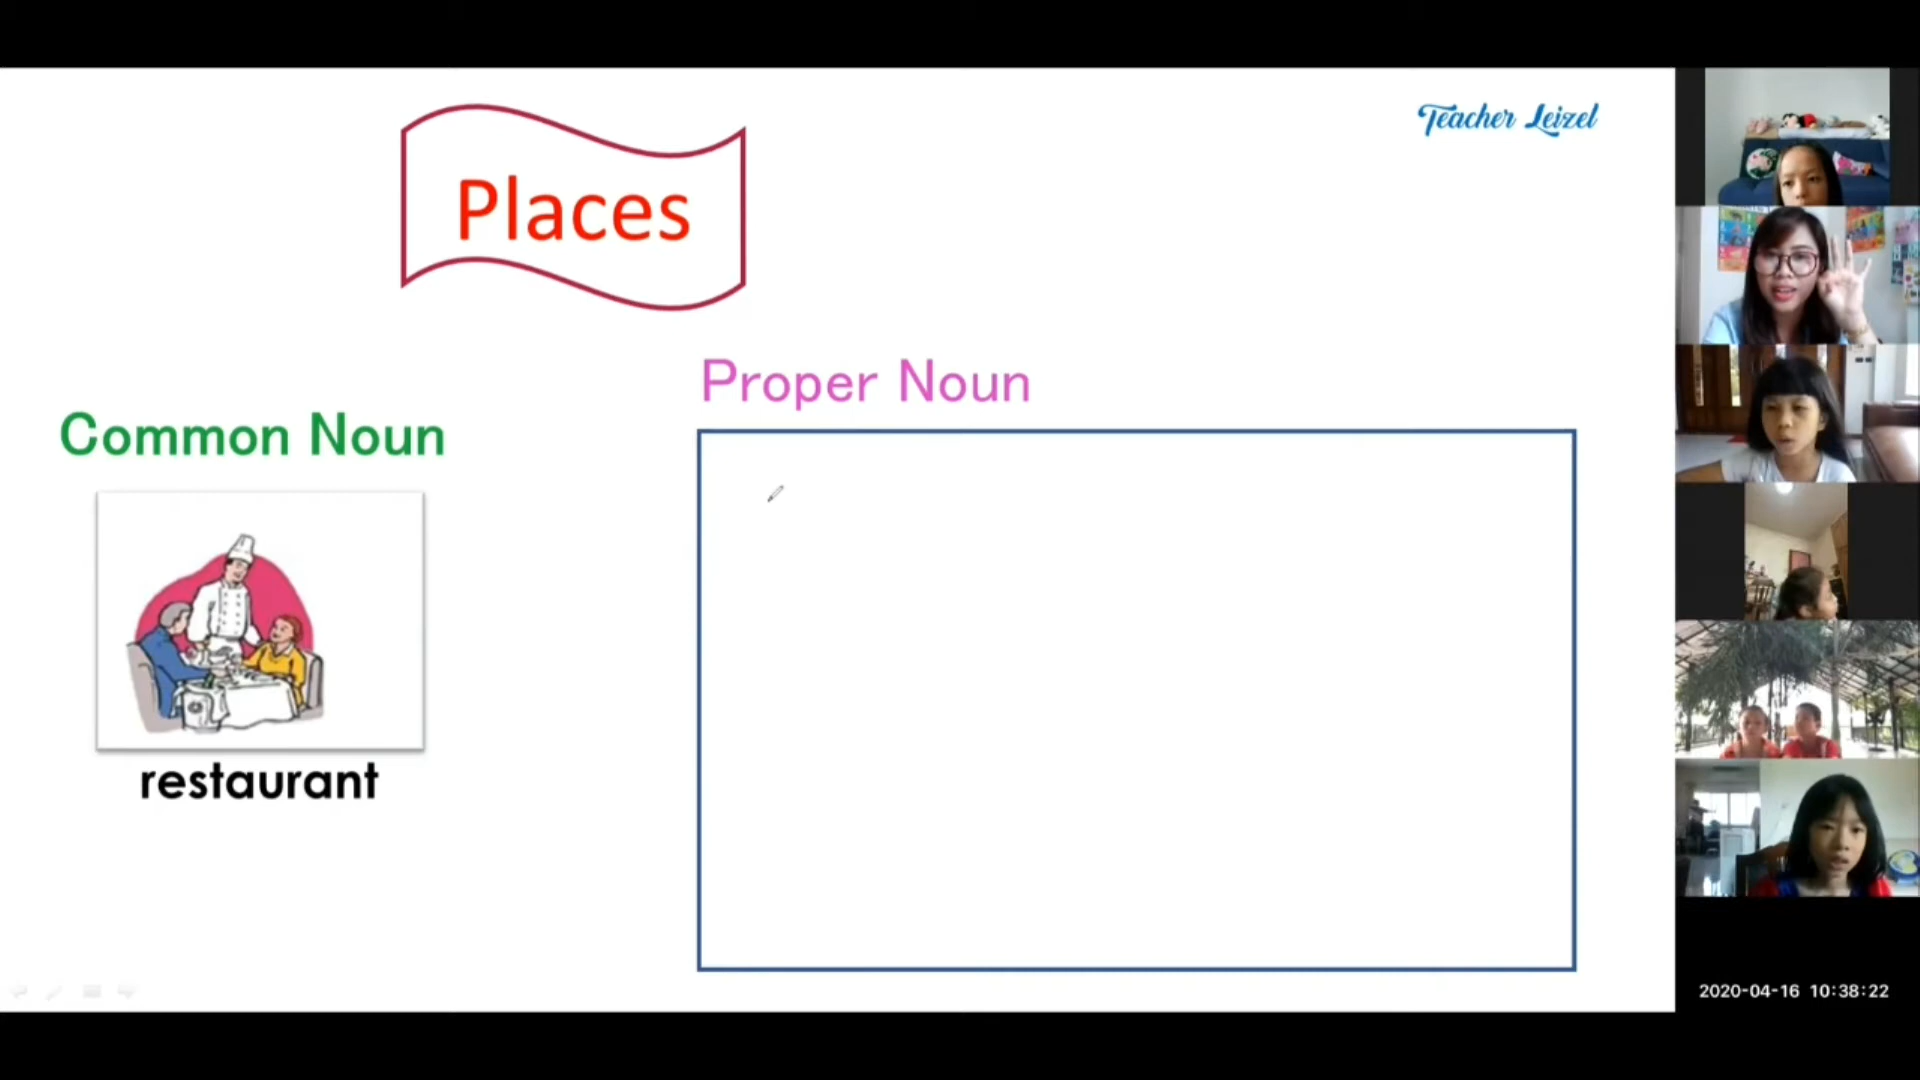 Teacher Leizel
Places
Proper Noun
Common Noun
restaurant
2020-04-16 10:38:22